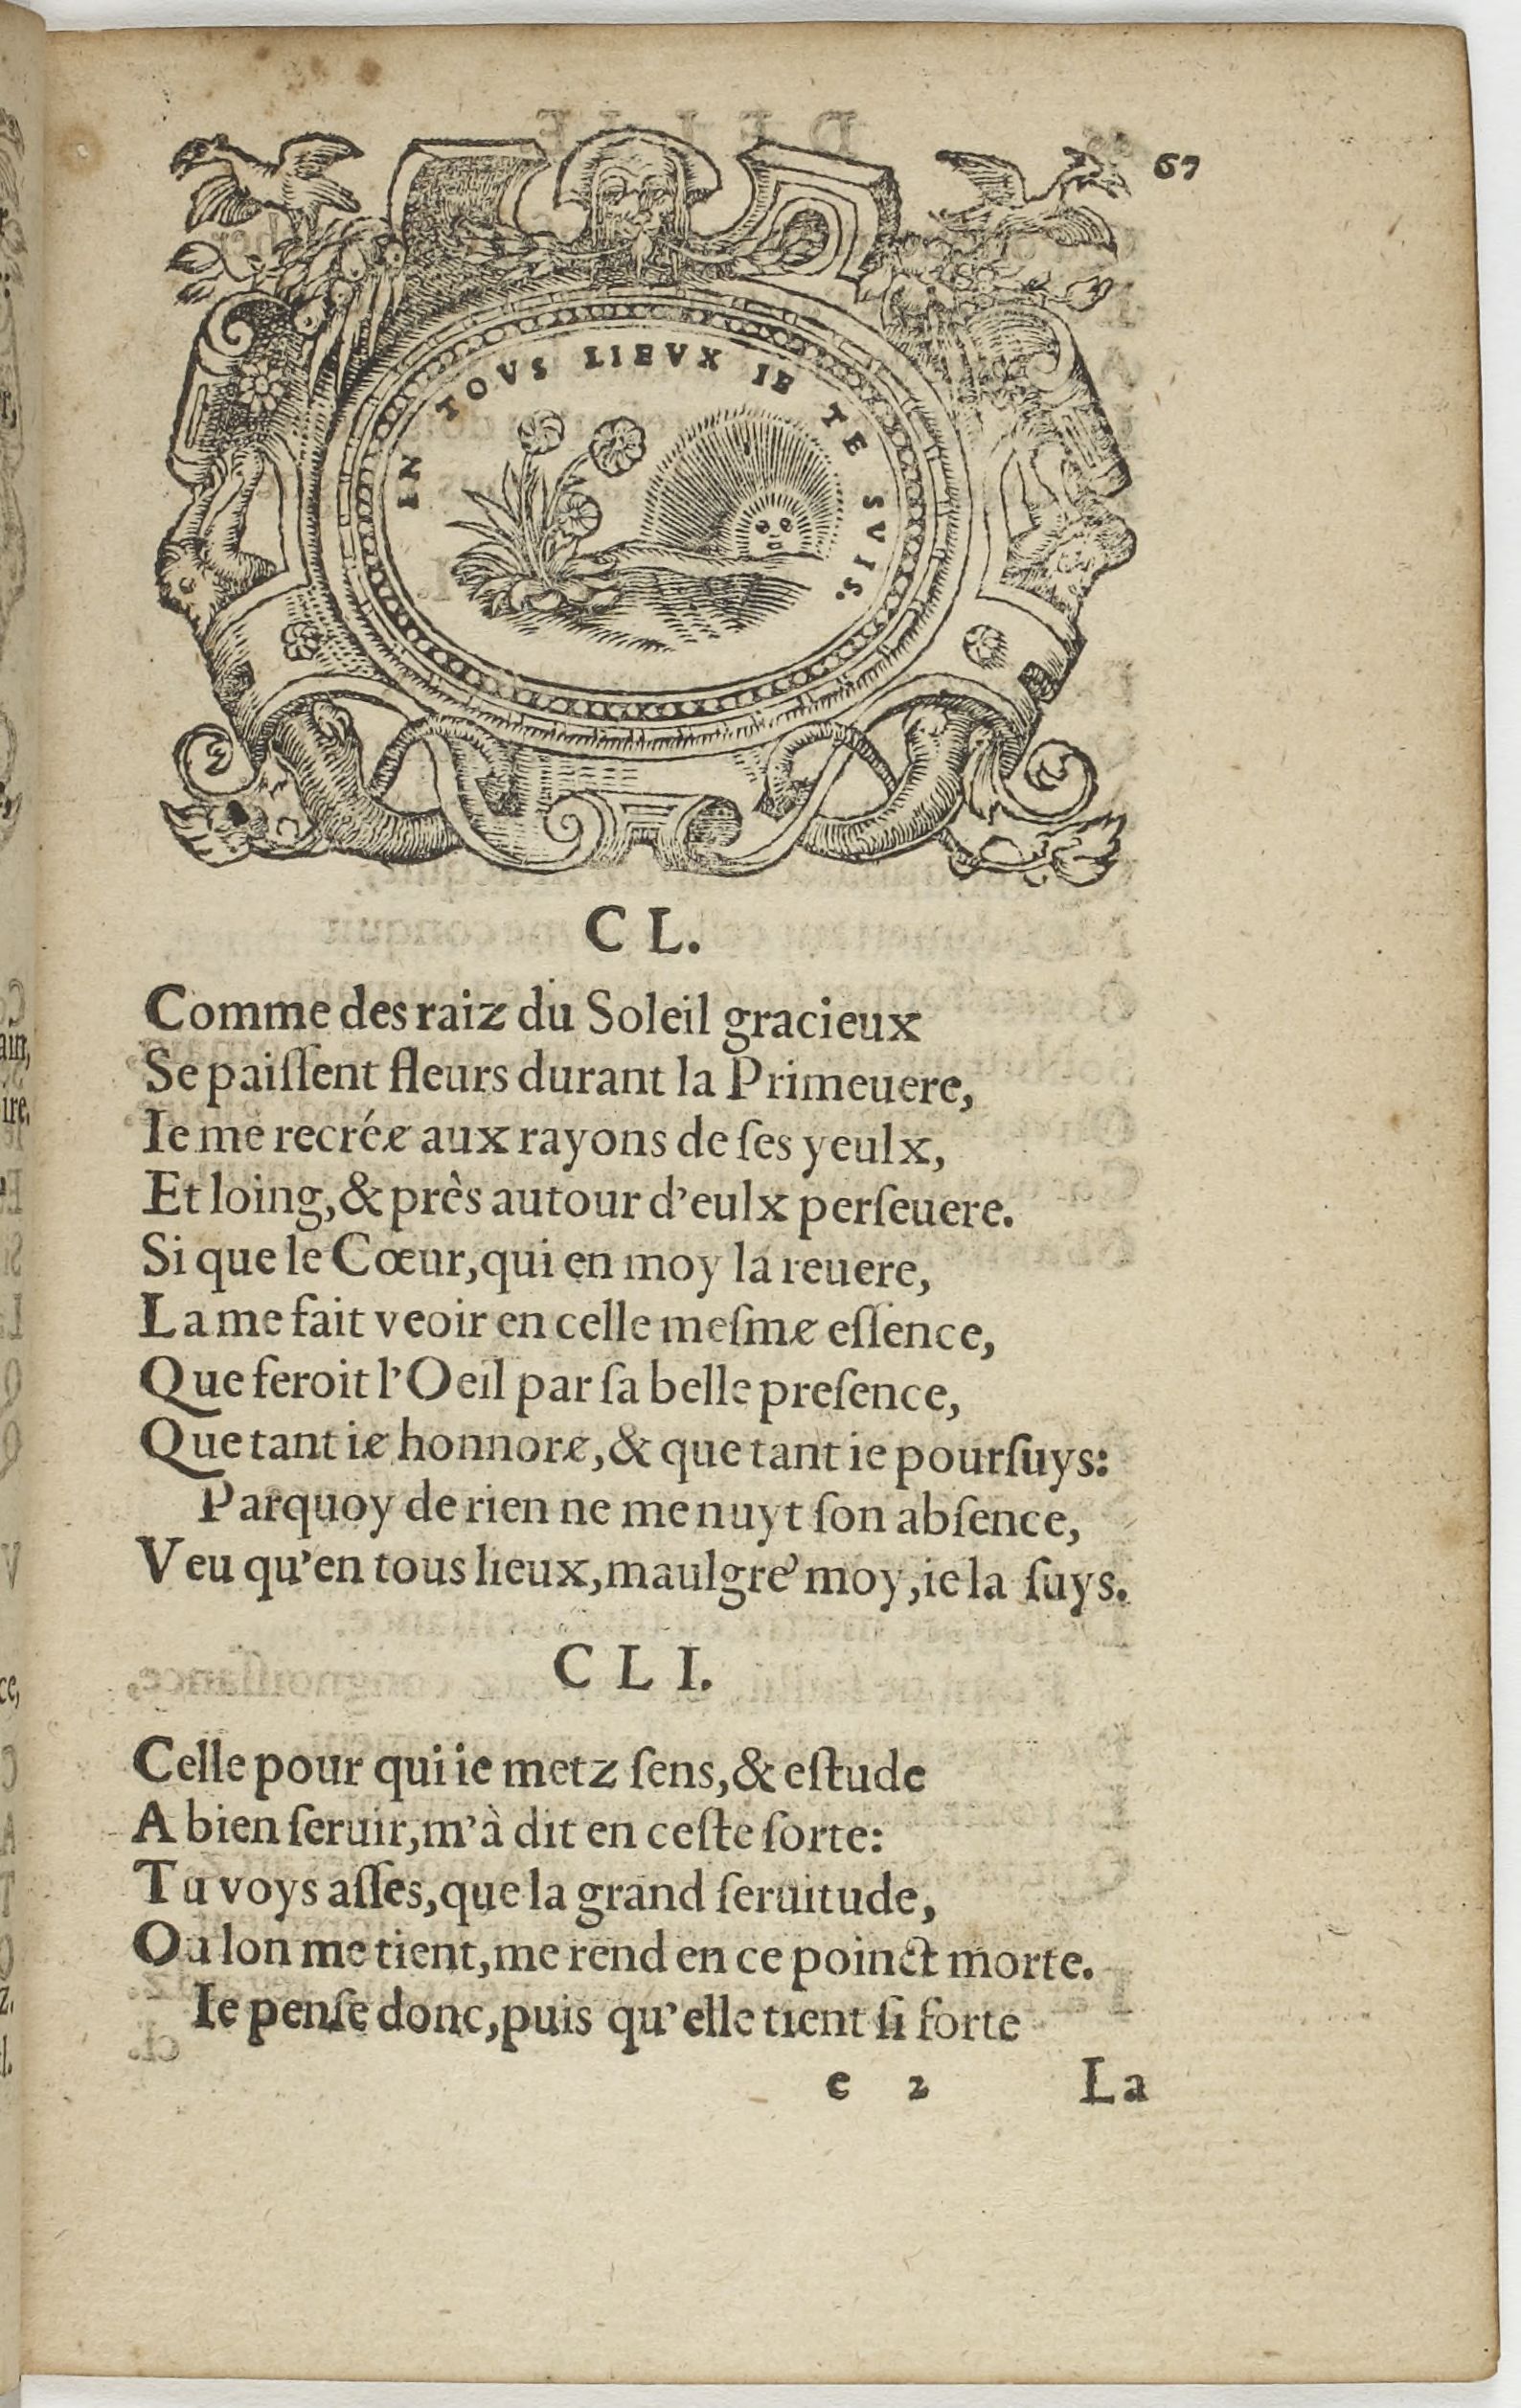 67
IN TOVS LIEVX IE TE SVIS.
CL.
Comme des raiz du Soleil gracieux
Se paiſſent fleurs durant la Primeuere,
Ie me recrée aux rayons de ſes yeulx,
Et loing, & près autour d'eulx perſeuere.
Si que le Cœur, qui en moy la reuere,
La me fait veoir en celle meſme eſſence,
Que feroit l'Oeil par ſa belle preſence,
Que tant ie honnore, & que tant ie pourſuys:
Parquoy de rien ne me nuyt ſon abſence,
Veu qu'en tous lieux, maulgré moy, ie la ſuys.
CLI.
Celle pour qui ie metz ſens, & eſtude
A bien ſeruir, m'à dit en ceſte ſorte:
Tu voys aſſes, que la grand ſeruitude,
Ou lon me tient, me rend en ce poinct morte.
Ie penſe donc, puis qu'elle tient ſi forte
e 2 La